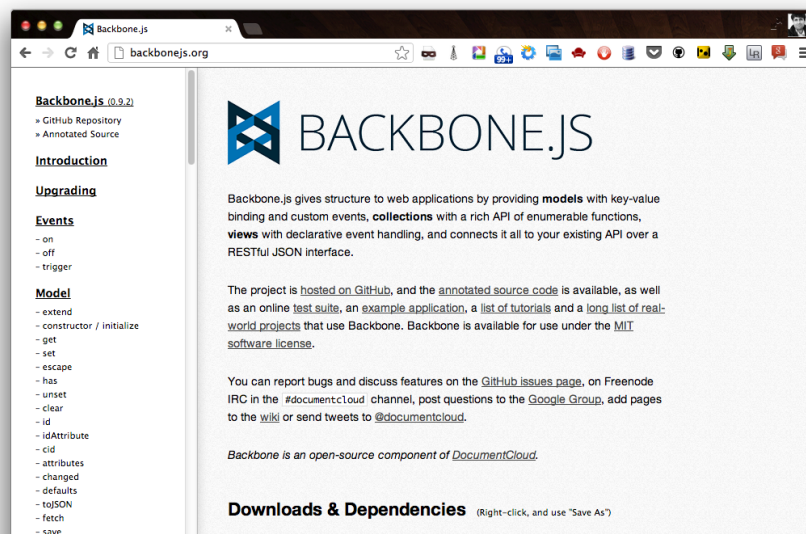 Backbone.js
backbonejs.org
99+
LR
Backbone.js (0.9.2)
» GitHub Repository
» Annotated Source
Introduction
Upgrading
Events
- on
- off
- trigger
Model
- extend
- constructor / initialize
- get
- set
- escape
- has
- unset
- clear
- id
- idAttribute
- cid
- attributes
- changed
- defaults
- toJSON
- fetch
- save
BACKBONE.JS
Backbone.js gives structure to web applications by providing models with key-value
binding and custom events, collections with a rich API of enumerable functions,
views with declarative event handling, and connects it all to your existing API over a
RESTful JSON interface.
The project is hosted on GitHub, and the annotated source code is available, as well
as an online test suite, an example application, a list of tutorials and a long list of real-
world projects that use Backbone. Backbone is available for use under the MIT
software license.
You can report bugs and discuss features on the GitHub issues page, on Freenode
IRC in the #documentcloud channel, post questions to the Google Group, add pages
to the wiki or send tweets to @documentcloud.
Backbone is an open-source component of DocumentCloud.
Downloads & Dependencies (Right-click, and use "Save As")